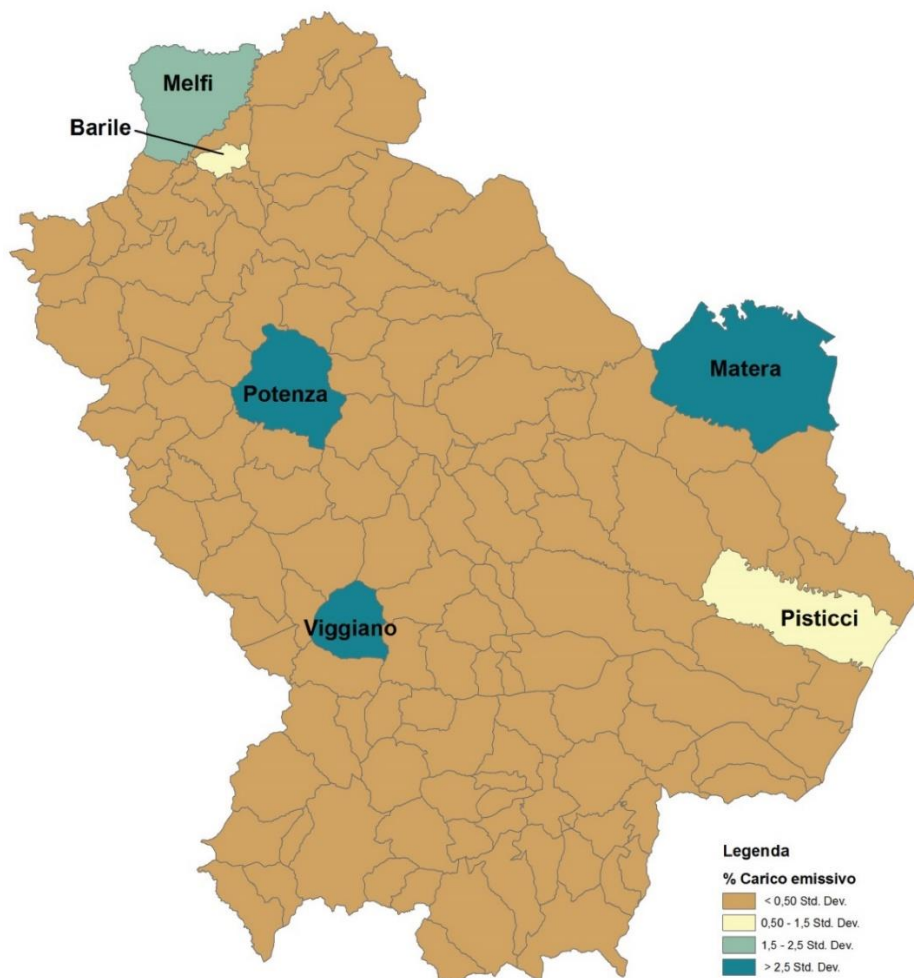 Melfi
Barile
Potenza
Matera
Viggiano
Pisticci
Legenda
% Carico emissivo
< 0,50 Std. Dev.
0,50 - 1,5 Std. Dev.
1,5 - 2,5 Std. Dev.
> 2,5 Std. Dev.